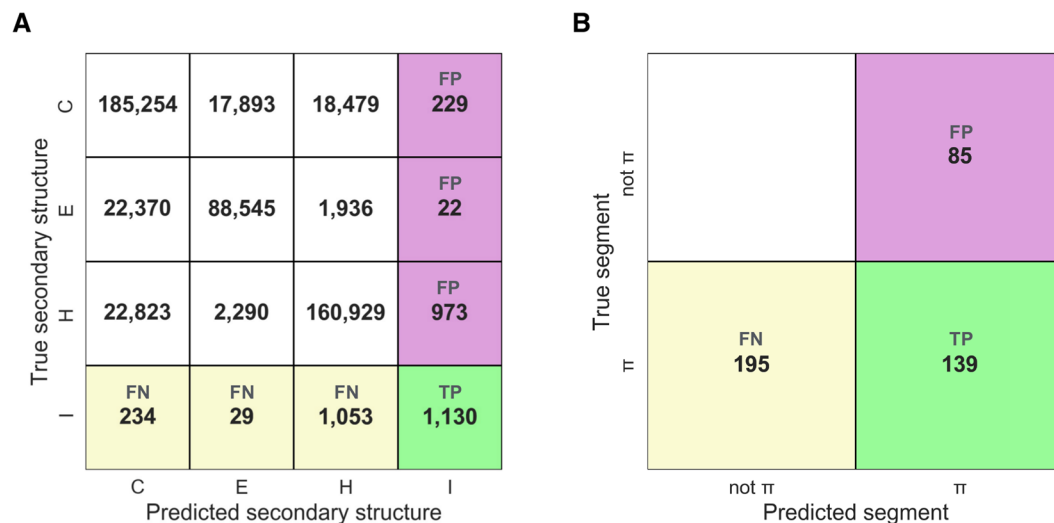 A
B
True secondary structure
C
185,254
17,893
18,479
FP
229
E
22,370
88,545
1,936
FP
22
H
22,823
2,290
160,929
FP
973
I
FN
234
FN
29
FN
1,053
TP
1,130
C
E
H
I
Predicted secondary structure
True segment
not π
FP
85
π
FN
195
TP
139
not π
π
Predicted segment